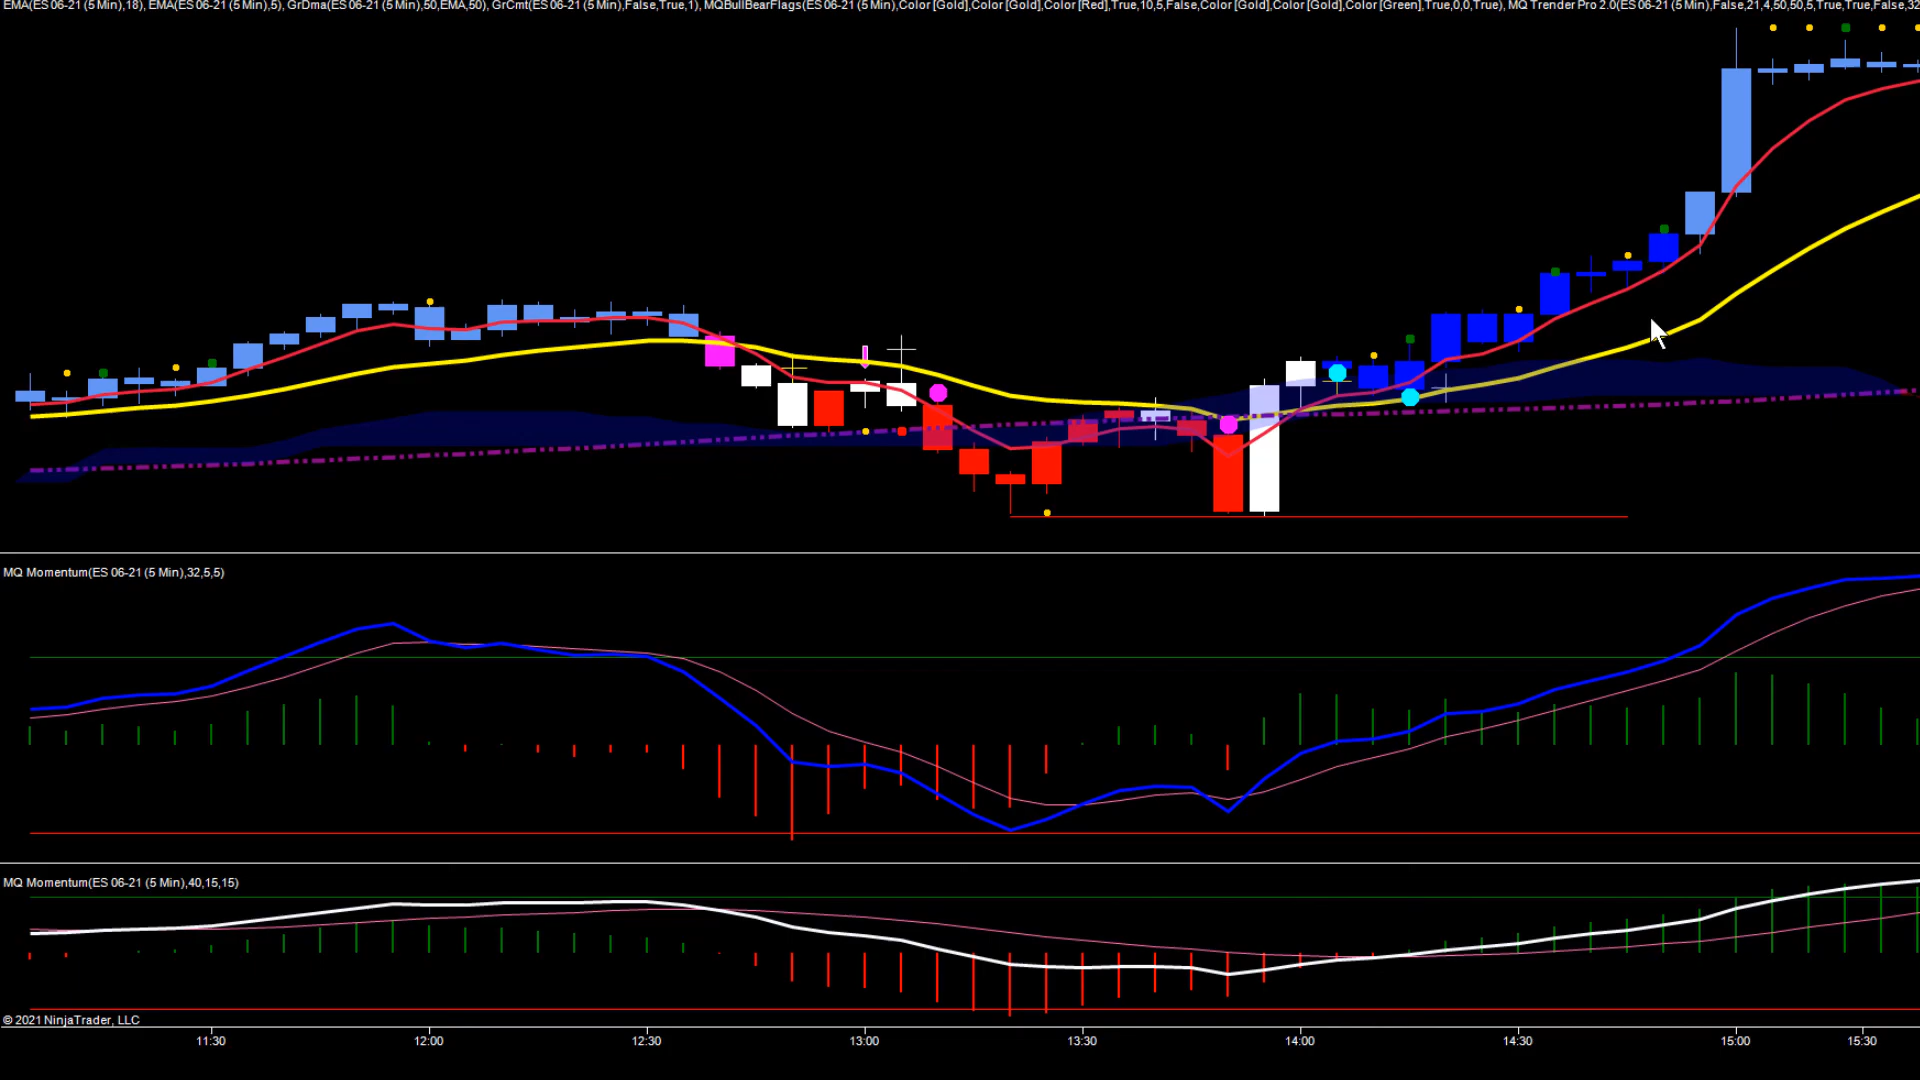 EMA(ES 06-21 (5 Min),18), EMA(ES 06-21 (5 Min),5), GrDma(ES 06-21 (5 Min),50,EMA,50), GrCmt(ES 06-21 (5 Min),False,True,1), MQBullBearFlags(ES 06-21 (5 Min),Color [Gold],Color [Gold],Color [Red],True,10,5,False,Color [Gold],Color [Gold],Color [Green],True,0,0,True), MQ Trender Pro 2.0(ES 06-21 (5 Min),False,21,4,50,50,5,True,True,False,32
MQ Momentum(ES 06-21 (5 Min),32,5,5)
MQ Momentum(ES 06-21 (5 Min),40,15,15)
© 2021 NinjaTrader, LLC
11:30 12:00 12:30 13:00 13:30 14:00 14:30 15:00 15:30